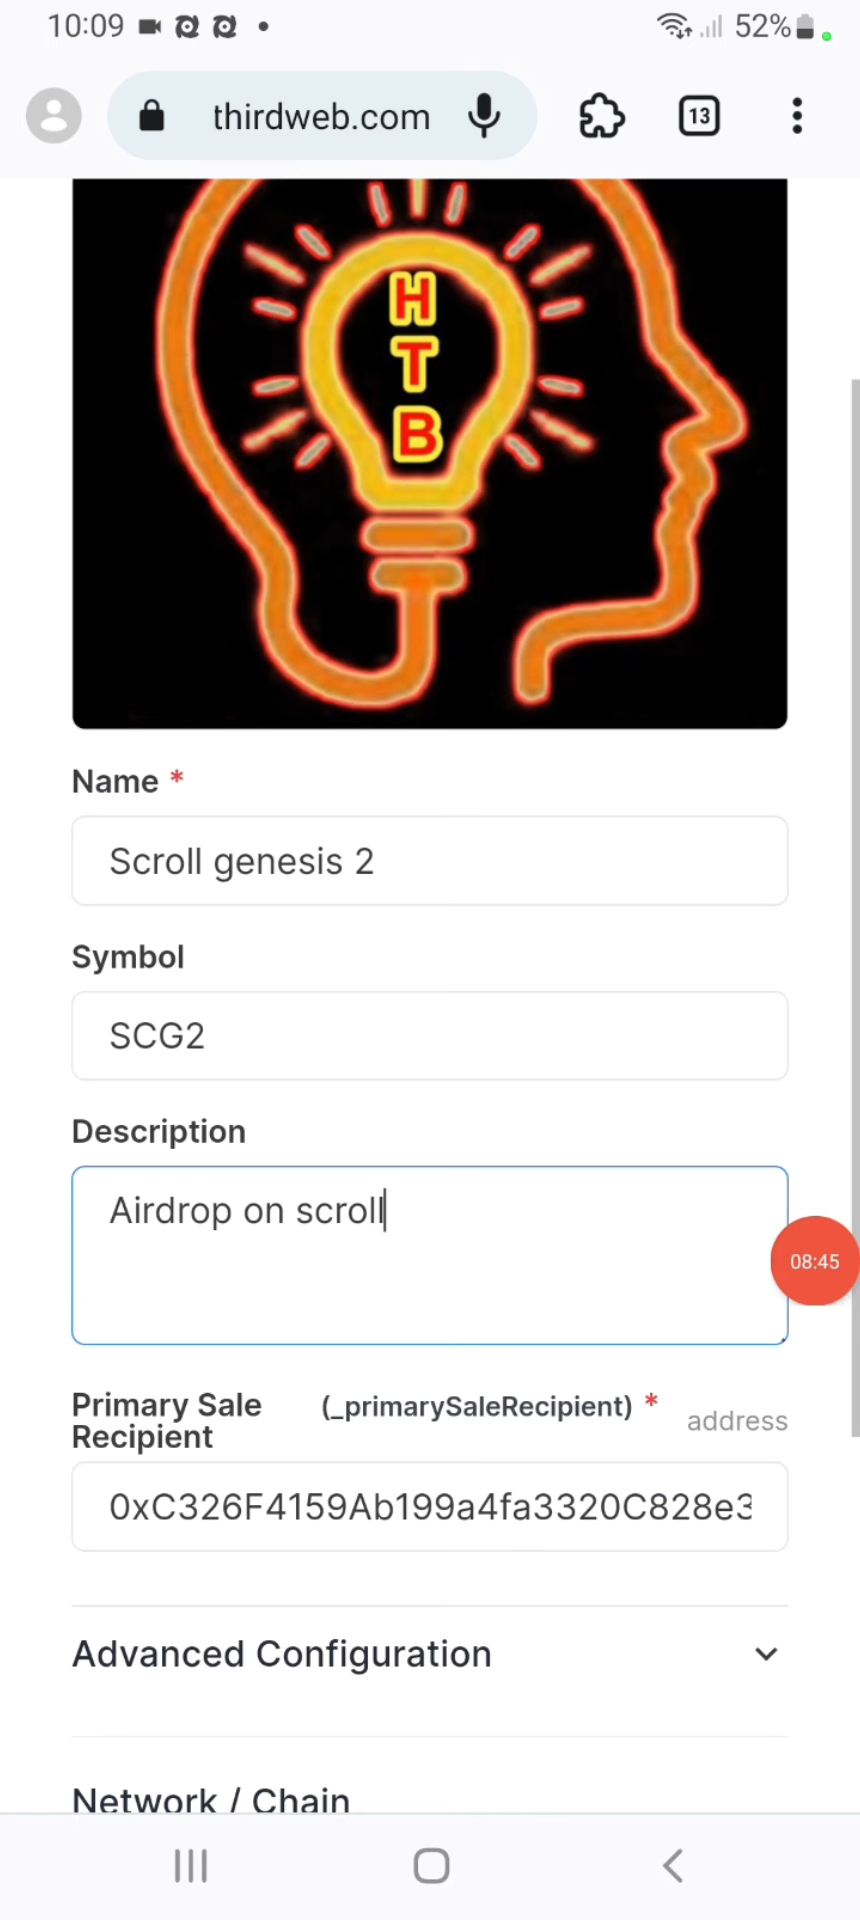 10:09
52%
thirdweb.com
13
H
T
B
Name *
Scroll genesis 2
Symbol
SCG2
Description
Airdrop on scroll
08:45
Primary Sale Recipient (_primarySaleRecipient) * address
0xC326F4159Ab199a4fa3320C828e3
Advanced Configuration
Network / Chain